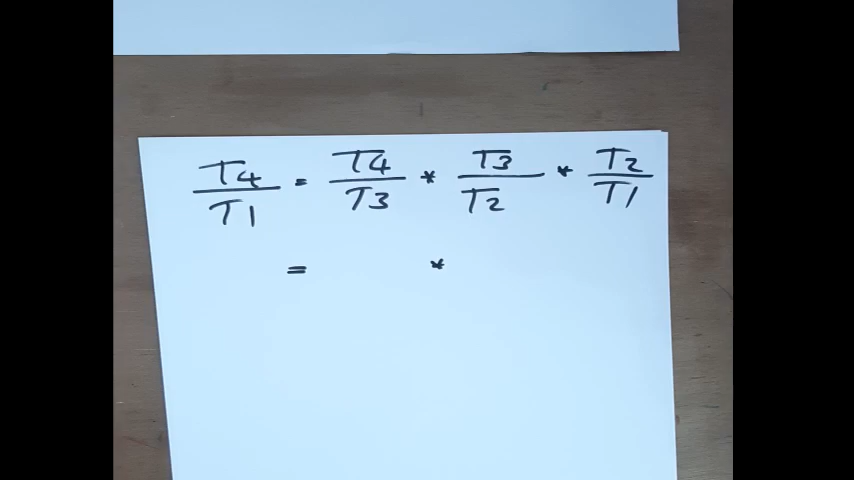 T4/T1 = T4/T3 * T3/T2 * T2/T1
= *